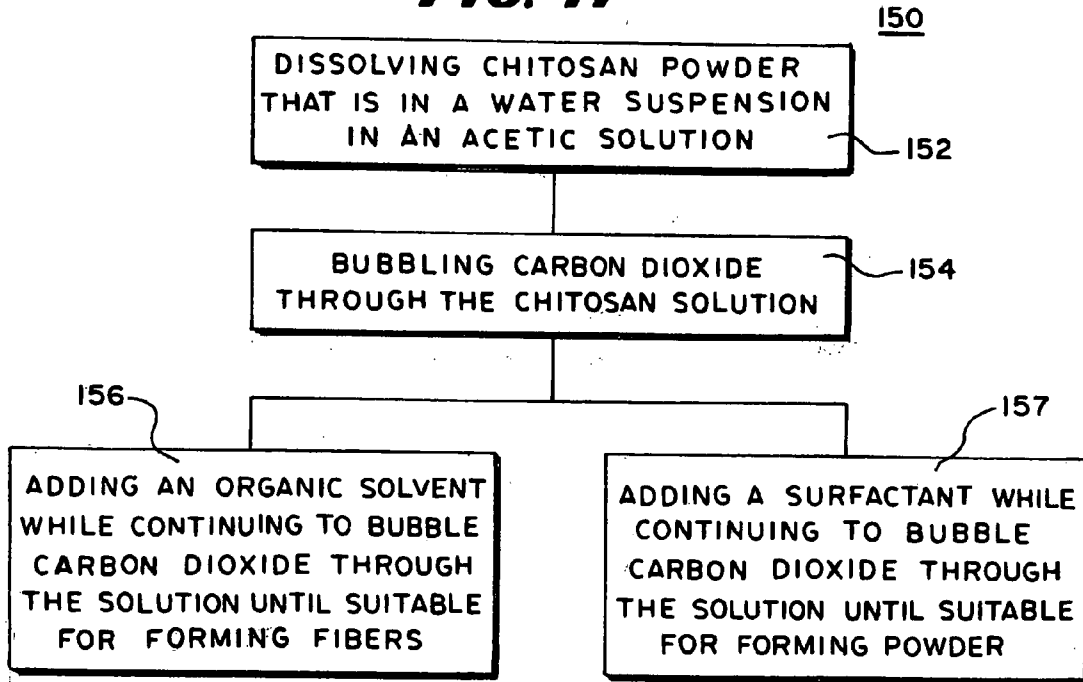 150
DISSOLVING CHITOSAN POWDER
THAT IS IN A WATER SUSPENSION
IN AN ACETIC SOLUTION
152
BUBBLING CARBON DIOXIDE
THROUGH THE CHITOSAN SOLUTION
154
156
ADDING AN ORGANIC SOLVENT
WHILE CONTINUING TO BUBBLE
CARBON DIOXIDE THROUGH
THE SOLUTION UNTIL SUITABLE
FOR FORMING FIBERS
157
ADDING A SURFACTANT WHILE
CONTINUING TO BUBBLE
CARBON DIOXIDE THROUGH
THE SOLUTION UNTIL SUITABLE
FOR FORMING POWDER